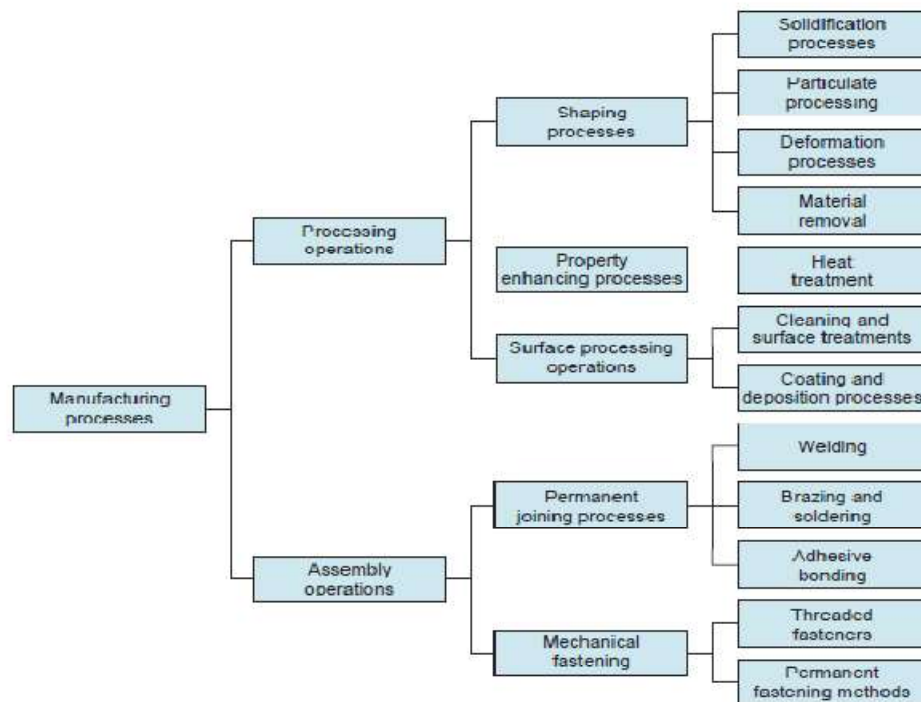 Manufacturing
processes
Processing
operations
Assembly
operations
Shaping
processes
Property
enhancing processes
Surface processing
operations
Permanent
joining processes
Mechanical
fastening
Solidification
processes
Particulate
processing
Deformation
processes
Material
removal
Heat
treatment
Cleaning and
surface treatments
Coating and
deposition processes
Welding
Brazing and
soldering
Adhesive
bonding
Threaded
fasteners
Permanent
fastening methods